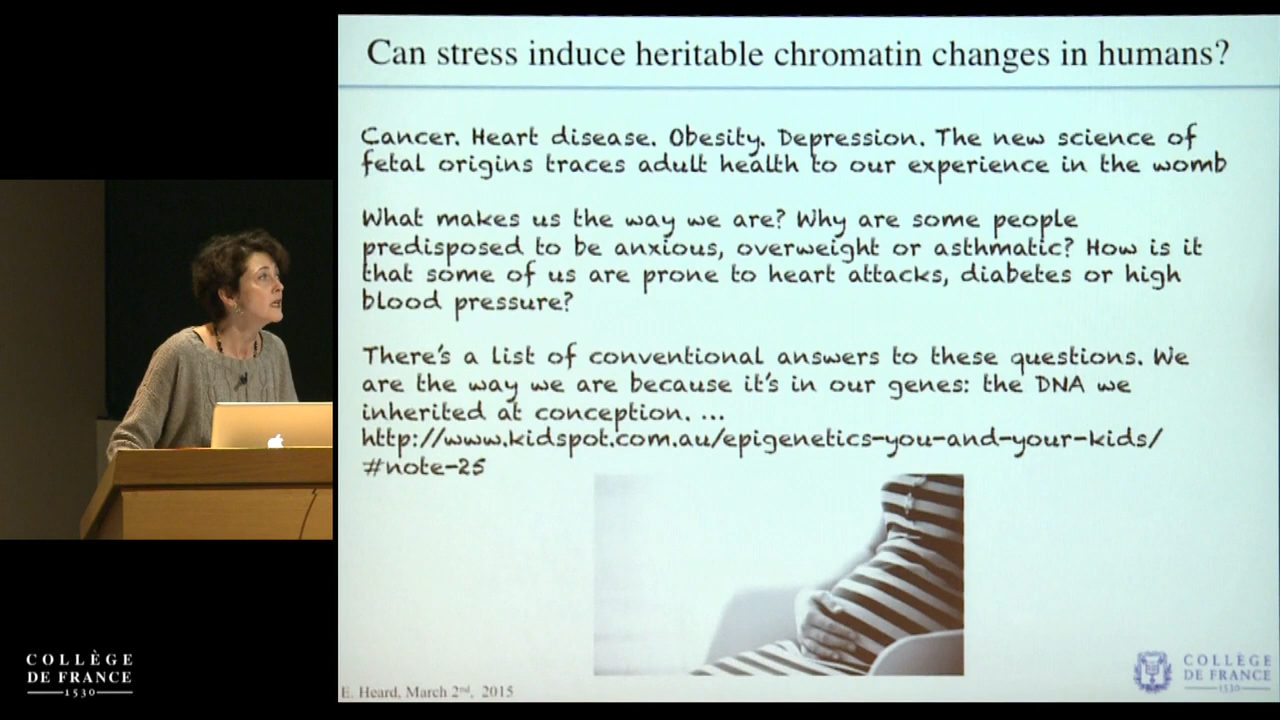 Can stress induce heritable chromatin changes in humans?
Cancer. Heart disease. Obesity. Depression. The new science of
fetal origins traces adult health to our experience in the womb
What makes us the way we are? Why are some people
predisposed to be anxious, overweight or asthmatic? How is it
that some of us are prone to heart attacks, diabetes or high
blood pressure?
There's a list of conventional answers to these questions. We
are the way we are because it's in our genes: the DNA we
inherited at conception. ...
http://www.kidspot.com.au/epigenetics-you-and-your-kids/
#note-25
E. Heard, March 2nd, 2015
COLLÈGE
DE FRANCE
1530
COLLÈGE
DE FRANCE
1530